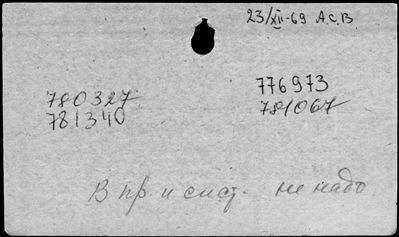 23/XII-69 А.С.В
780327
781340
776973
781067
В пр. и сист. не надо.